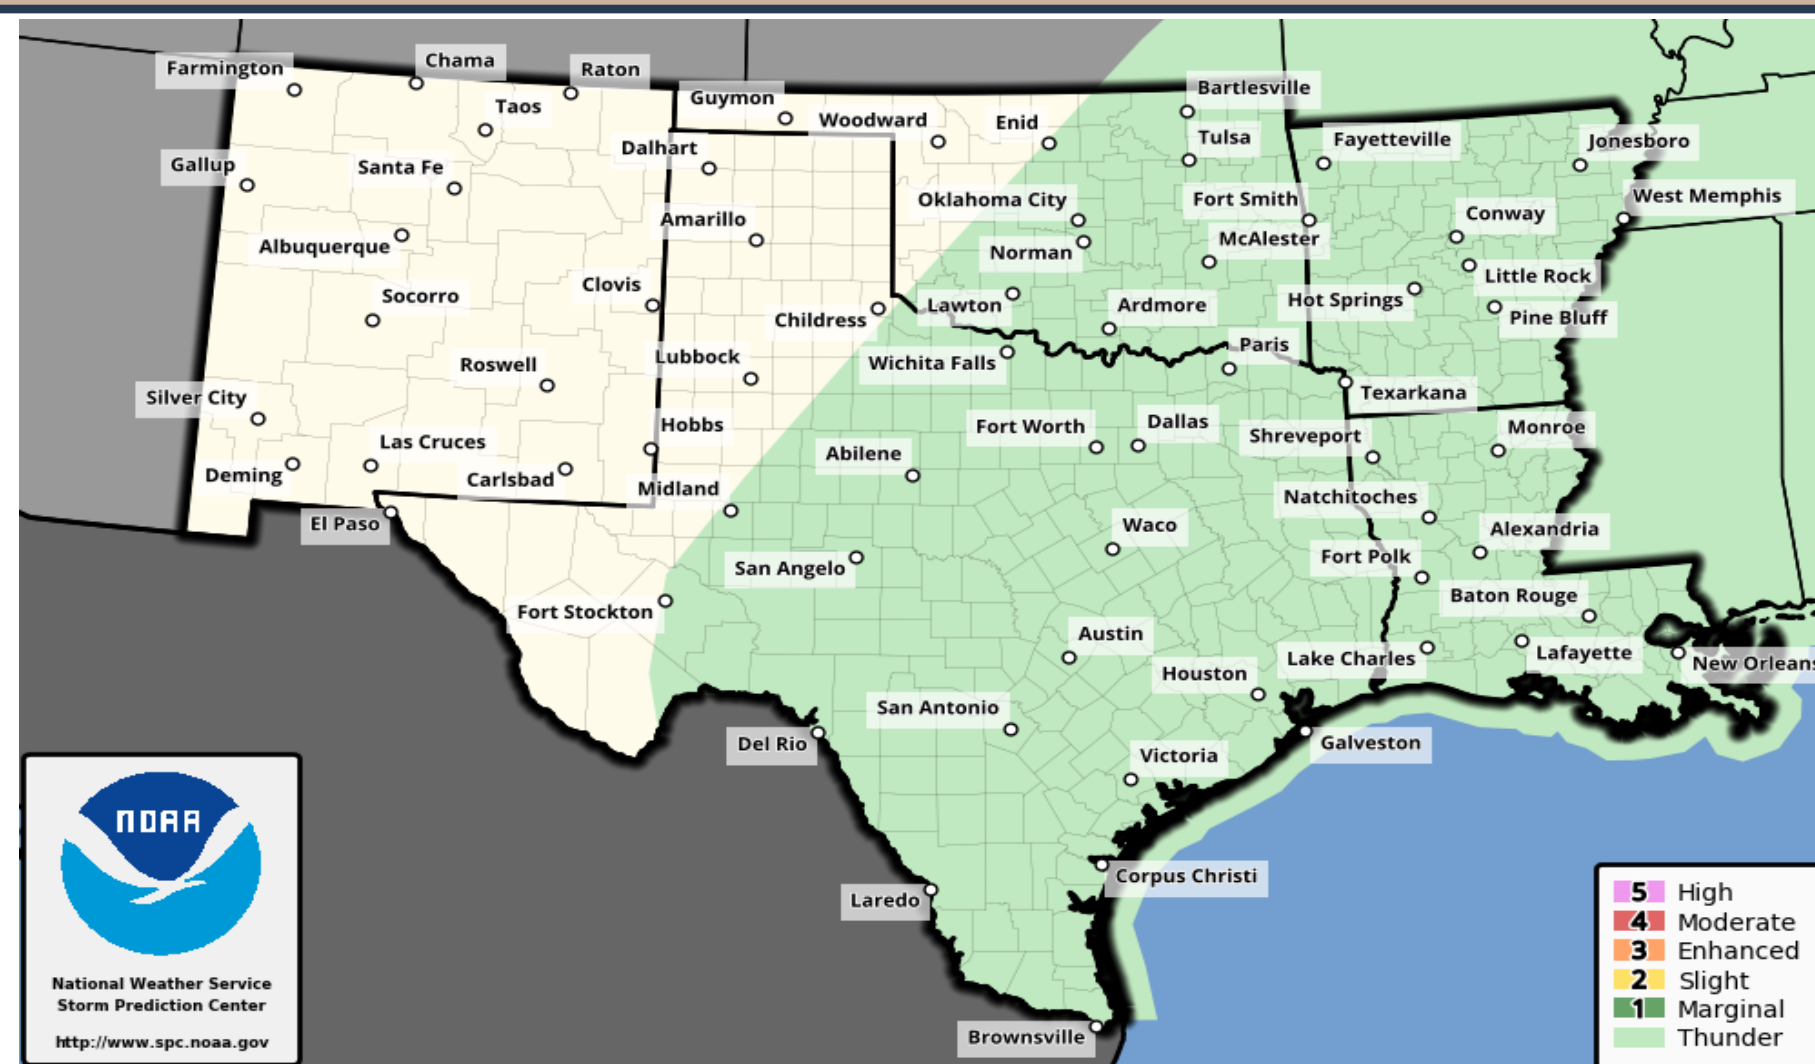 Farmington
Chama
Raton
Guymon
Bartlesville
Taos
Woodward
Enid
Tulsa
Fayetteville
Jonesboro
Gallup
Santa Fe
Dalhart
Oklahoma City
Fort Smith
Conway
West Memphis
Albuquerque
Amarillo
Norman
McAlester
Little Rock
Socorro
Clovis
Childress
Lawton
Ardmore
Hot Springs
Pine Bluff
Roswell
Lubbock
Wichita Falls
Paris
Texarkana
Silver City
Las Cruces
Hobbs
Fort Worth
Dallas
Shreveport
Monroe
Deming
Carlsbad
Midland
Abilene
Natchitoches
El Paso
Waco
Alexandria
San Angelo
Fort Polk
Fort Stockton
Baton Rouge
Austin
Lake Charles
Lafayette
New Orleans
Houston
San Antonio
Del Rio
Galveston
Victoria
Laredo
Corpus Christi
Brownsville
NOAA
National Weather Service
Storm Prediction Center
http://www.spc.noaa.gov
5 High
4 Moderate
3 Enhanced
2 Slight
1 Marginal
Thunder